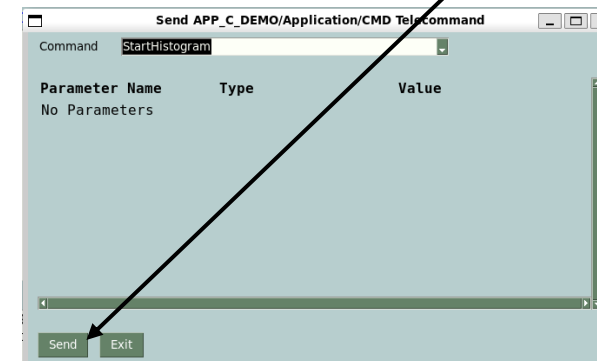 Send APP_C_DEMO/Application/CMD Telecommand
Command StartHistogram
Parameter Name Type Value
No Parameters
Send Exit